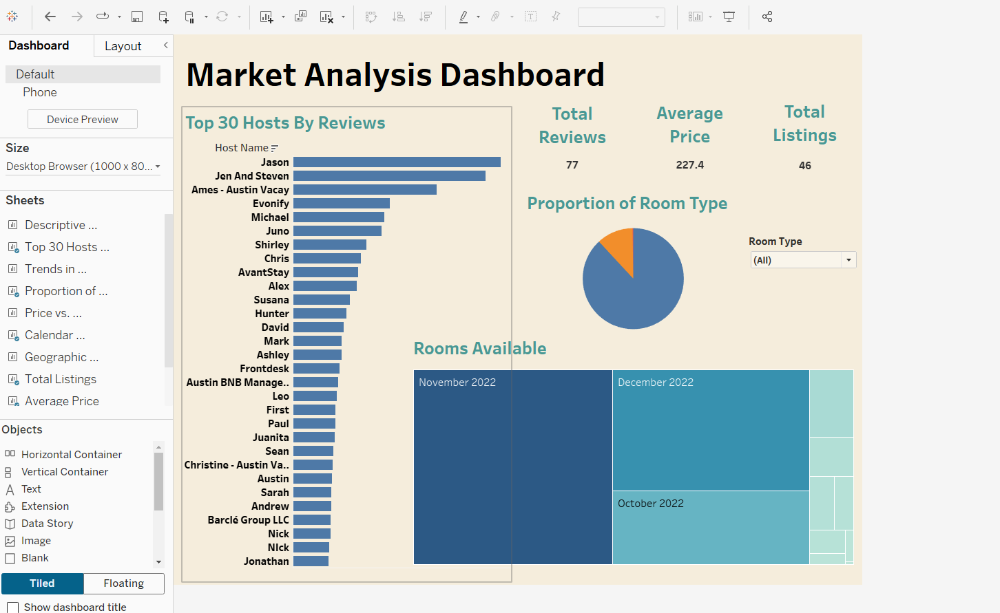 Dashboard
Layout
Default
Phone
Device Preview
Size
Desktop Browser (1000 x 80...
Sheets
Descriptive ...
Top 30 Hosts ...
Trends in ...
Proportion of ...
Price vs. ...
Calendar ...
Geographic ...
Total Listings
Average Price
Objects
Horizontal Container
Vertical Container
Text
Extension
Data Story
Image
Blank
Tiled
Floating
Show dashboard title
Market Analysis Dashboard
Top 30 Hosts By Reviews
Host Name
Jason
Jen And Steven
Ames - Austin Vacay
Evonify
Michael
Juno
Shirley
Chris
AvantStay
Alex
Susana
Hunter
David
Mark
Ashley
Frontdesk
Austin BNB Manage..
Leo
First
Paul
Juanita
Sean
Christine - Austin Va..
Austin
Sarah
Andrew
Barclé Group LLC
Nick
NIck
Jonathan
Total
Reviews
77
Average
Price
227.4
Total
Listings
46
Proportion of Room Type
Room Type
(All)
Rooms Available
November 2022
December 2022
October 2022